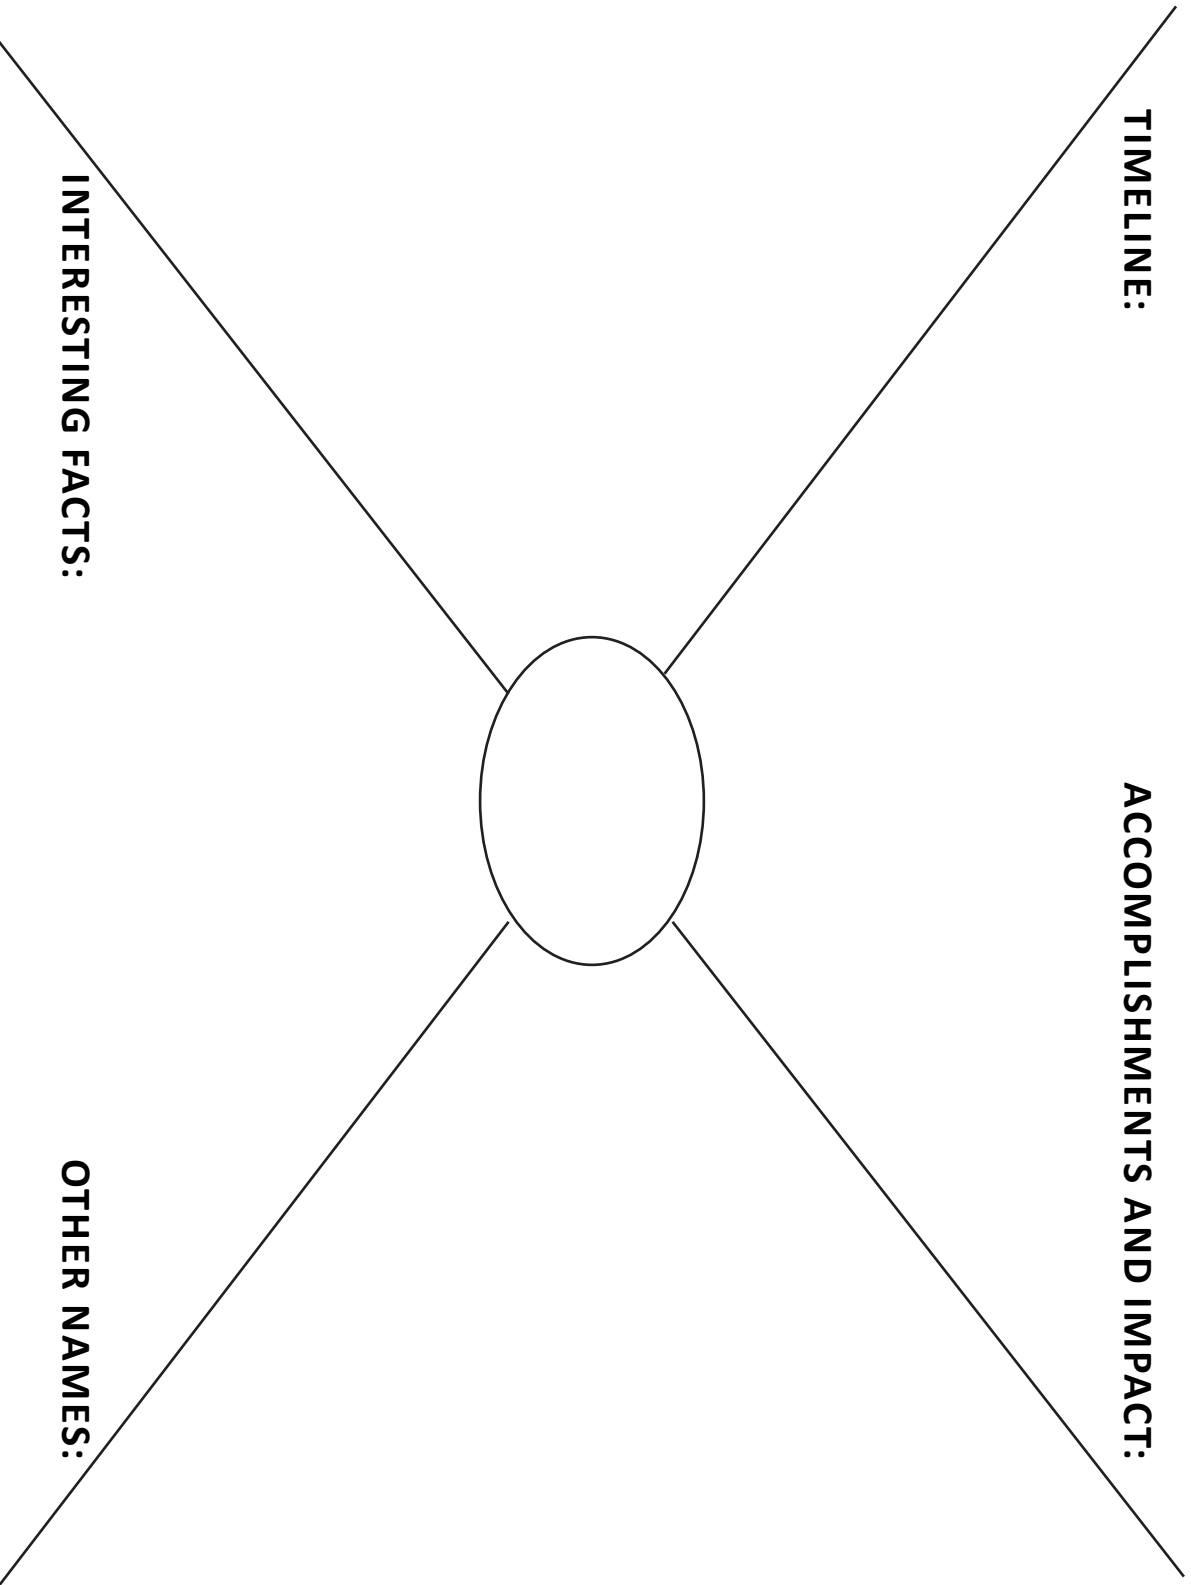 TIMELINE:
ACCOMPLISHMENTS AND IMPACT:
INTERESTING FACTS:
OTHER NAMES: